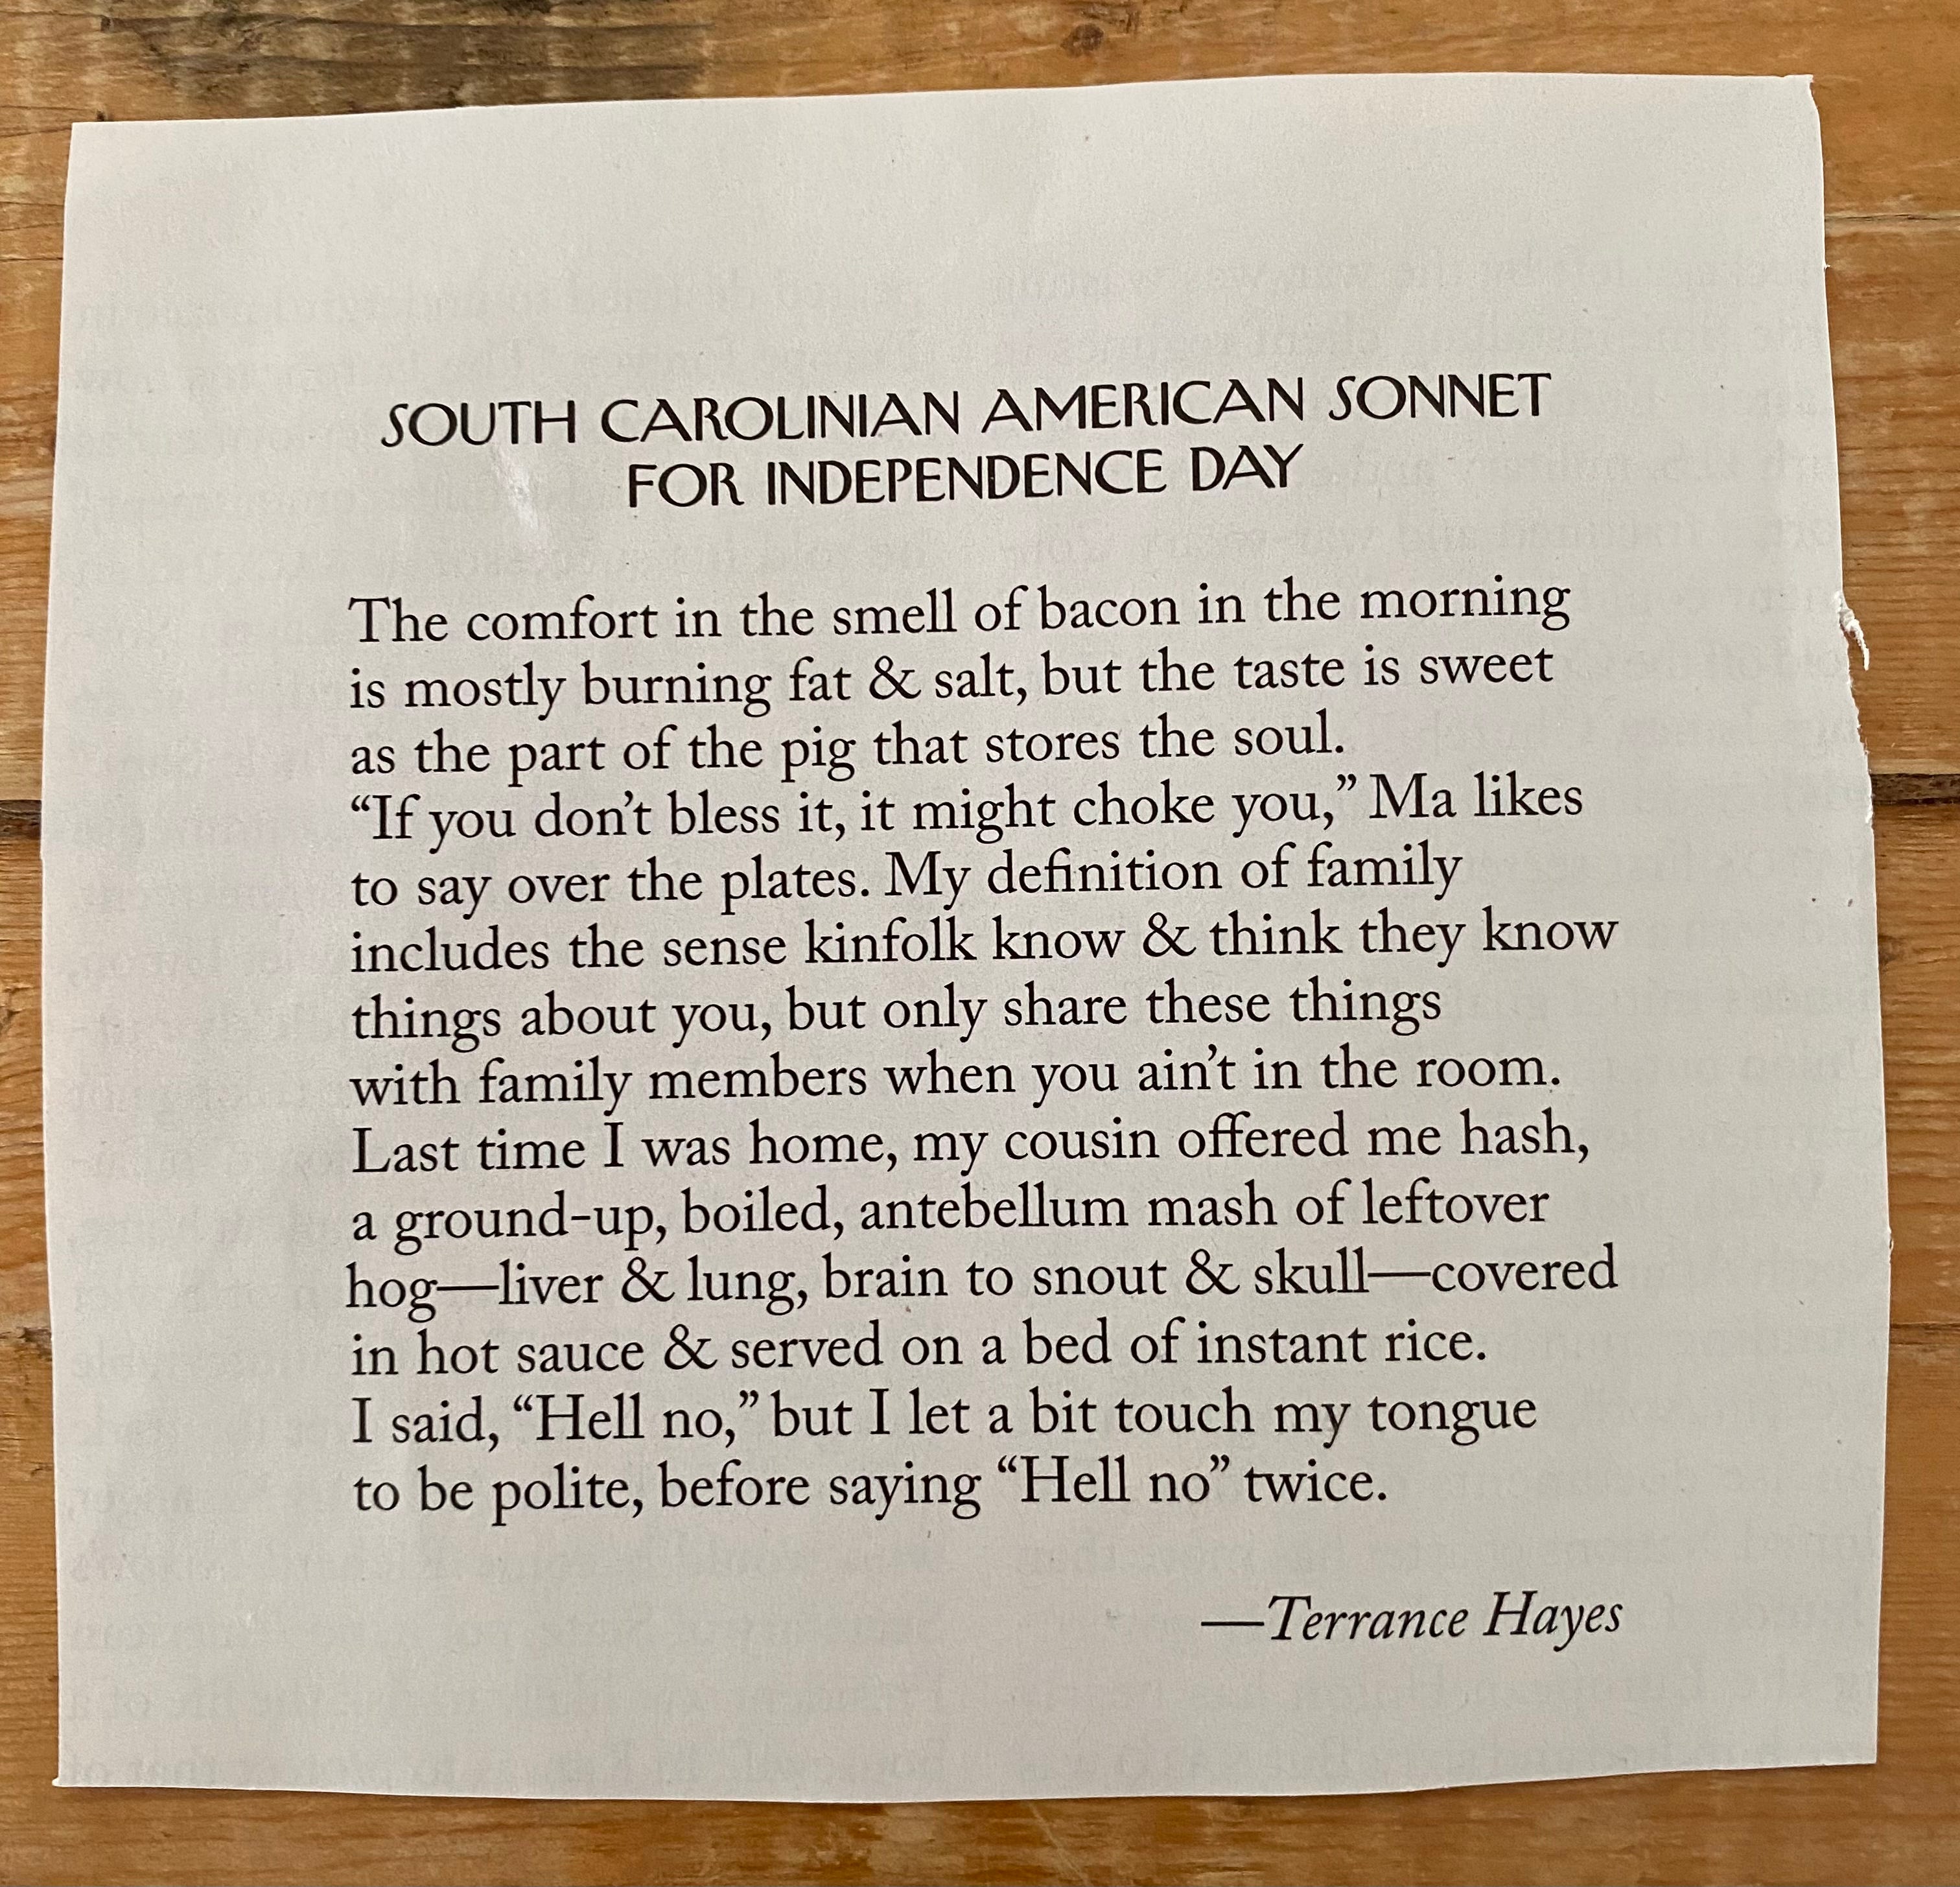 SOUTH CAROLINIAN AMERICAN SONNET
FOR INDEPENDENCE DAY
The comfort in the smell of bacon in the morning
is mostly burning fat & salt, but the taste is sweet
as the part of the pig that stores the soul.
“If you don’t bless it, it might choke you,” Ma likes
to say over the plates. My definition of family
includes the sense kinfolk know & think they know
things about you, but only share these things
with family members when you ain’t in the room.
Last time I was home, my cousin offered me hash,
a ground-up, boiled, antebellum mash of leftover
hog—liver & lung, brain to snout & skull—covered
in hot sauce & served on a bed of instant rice.
I said, “Hell no,” but I let a bit touch my tongue
to be polite, before saying “Hell no” twice.
—Terrance Hayes